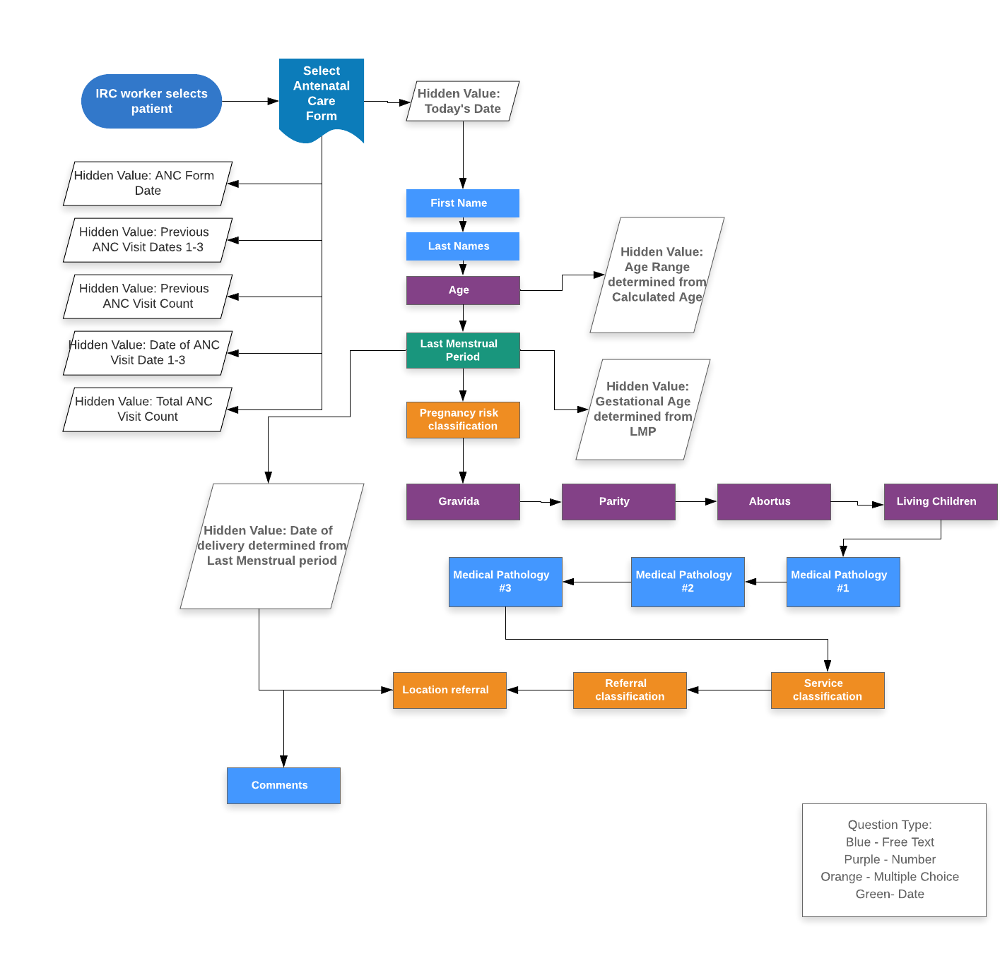 IRC worker selects
patient
Select
Antenatal
Care
Form
Hidden Value:
Today's Date
Hidden Value: ANC Form
Date
Hidden Value: Previous
ANC Visit Dates 1-3
Hidden Value: Previous
ANC Visit Count
Hidden Value: Date of ANC
Visit Date 1-3
Hidden Value: Total ANC
Visit Count
First Name
Last Names
Age
Hidden Value:
Age Range
determined from
Calculated Age
Last Menstrual
Period
Hidden Value:
Gestational Age
determined from
LMP
Pregnancy risk
classification
Gravida
Parity
Abortus
Living Children
Hidden Value: Date of
delivery determined from
Last Menstrual period
Medical Pathology
#3
Medical Pathology
#2
Medical Pathology
#1
Location referral
Referral
classification
Service
classification
Comments
Question Type:
Blue - Free Text
Purple - Number
Orange - Multiple Choice
Green- Date